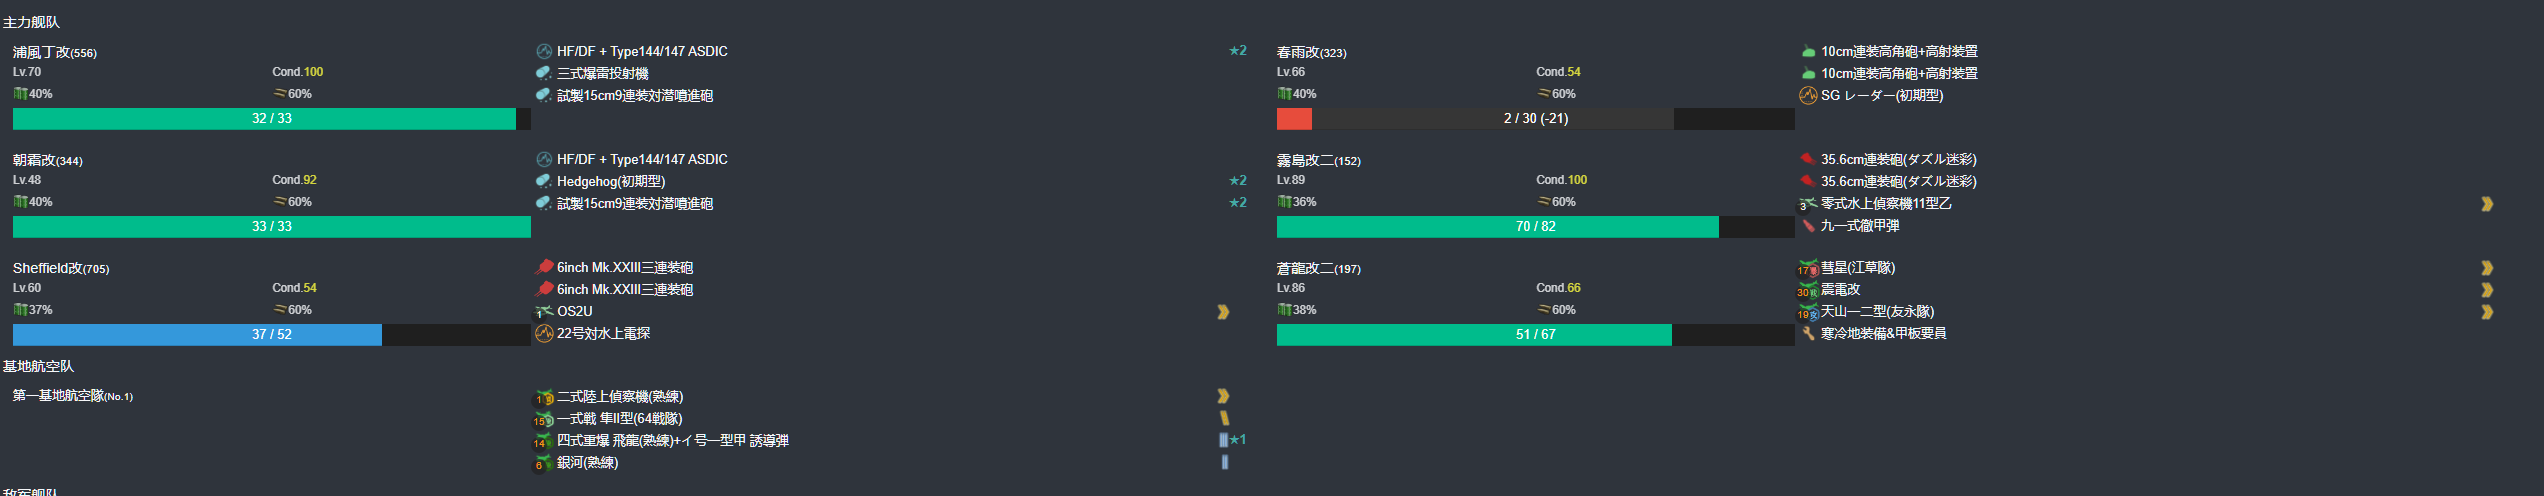 主力舰队
浦風丁改(556)
Lv.70 Cond.100
40% 60%
32 / 33
HF/DF + Type144/147 ASDIC ★2
三式爆雷投射機
試製15cm9連装対潜噴進砲
春雨改(323)
Lv.66 Cond.54
40% 60%
2 / 30 (-21)
10cm連装高角砲+高射装置
10cm連装高角砲+高射装置
SG レーダー(初期型)
朝霜改(344)
Lv.48 Cond.92
40% 60%
33 / 33
HF/DF + Type144/147 ASDIC
Hedgehog(初期型) ★2
試製15cm9連装対潜噴進砲 ★2
霧島改二(152)
Lv.89 Cond.100
36% 60%
70 / 82
35.6cm連装砲(ダズル迷彩)
35.6cm連装砲(ダズル迷彩)
3 零式水上偵察機11型乙
九一式徹甲弾
Sheffield改(705)
Lv.60 Cond.54
37% 60%
37 / 52
6inch Mk.XXIII三連装砲
6inch Mk.XXIII三連装砲
1 OS2U
22号対水上電探
蒼龍改二(197)
Lv.86 Cond.66
38% 60%
51 / 67
17 彗星(江草隊)
30 震電改
19 天山一二型(友永隊)
寒冷地装備&甲板要員
基地航空队
第一基地航空隊(No.1)
1 二式陸上偵察機(熟練)
15 一式戦 隼II型(64戦隊)
14 四式重爆 飛龍(熟練)+イ号一型甲 誘導弾 ★1
6 銀河(熟練)
敌军舰队